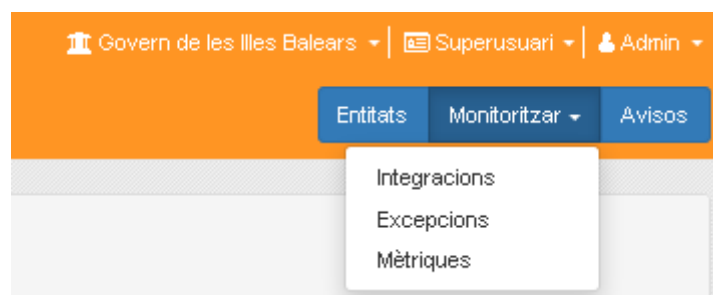 Govern de les Illes Balears Superusuari Admin
Entitats Monitoritzar Avisos
Integracions
Excepcions
Mètriques